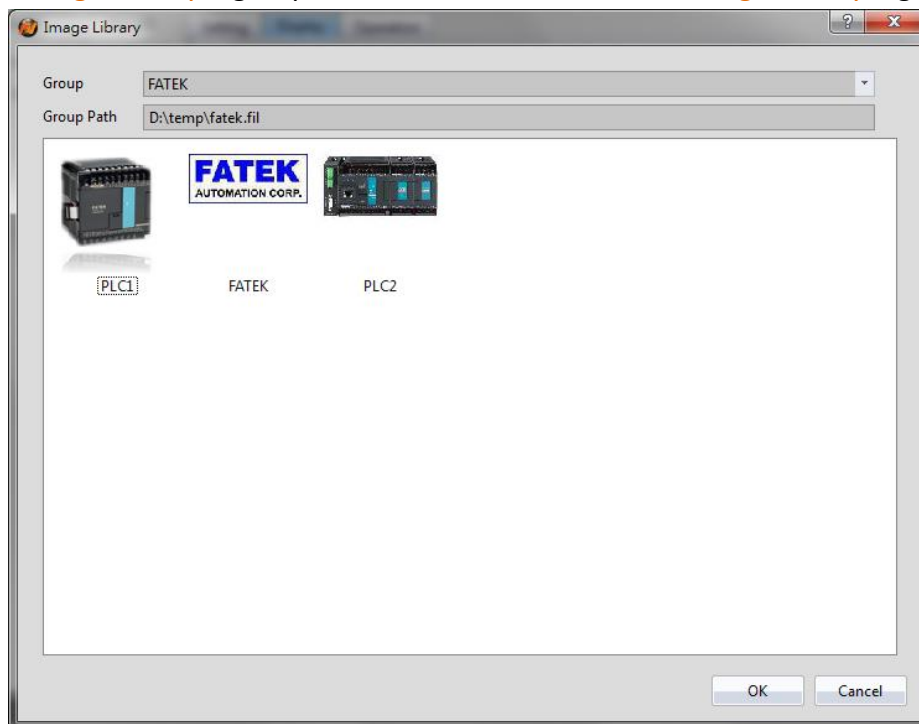 Image Library
Group FATEK
Group Path D:\temp\fatek.fil
FATEK
AUTOMATION CORP.
PLC1 FATEK PLC2
OK Cancel